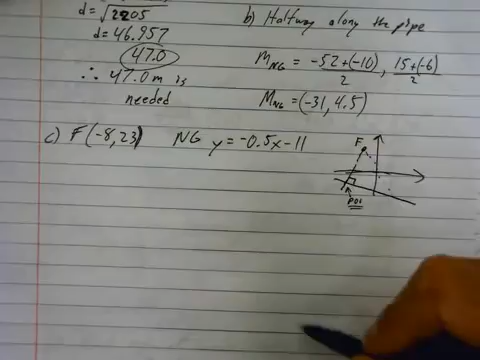 d = √2205
d = 46.957
47.0
∴ 47.0 m is
needed
b) Halfway along the pipe
M_NG = -52+(-10)/2 , 15+(-6)/2
M_NG = (-31, 4.5)
c) F(-8, 23) NG y = -0.5x - 11
F
POI